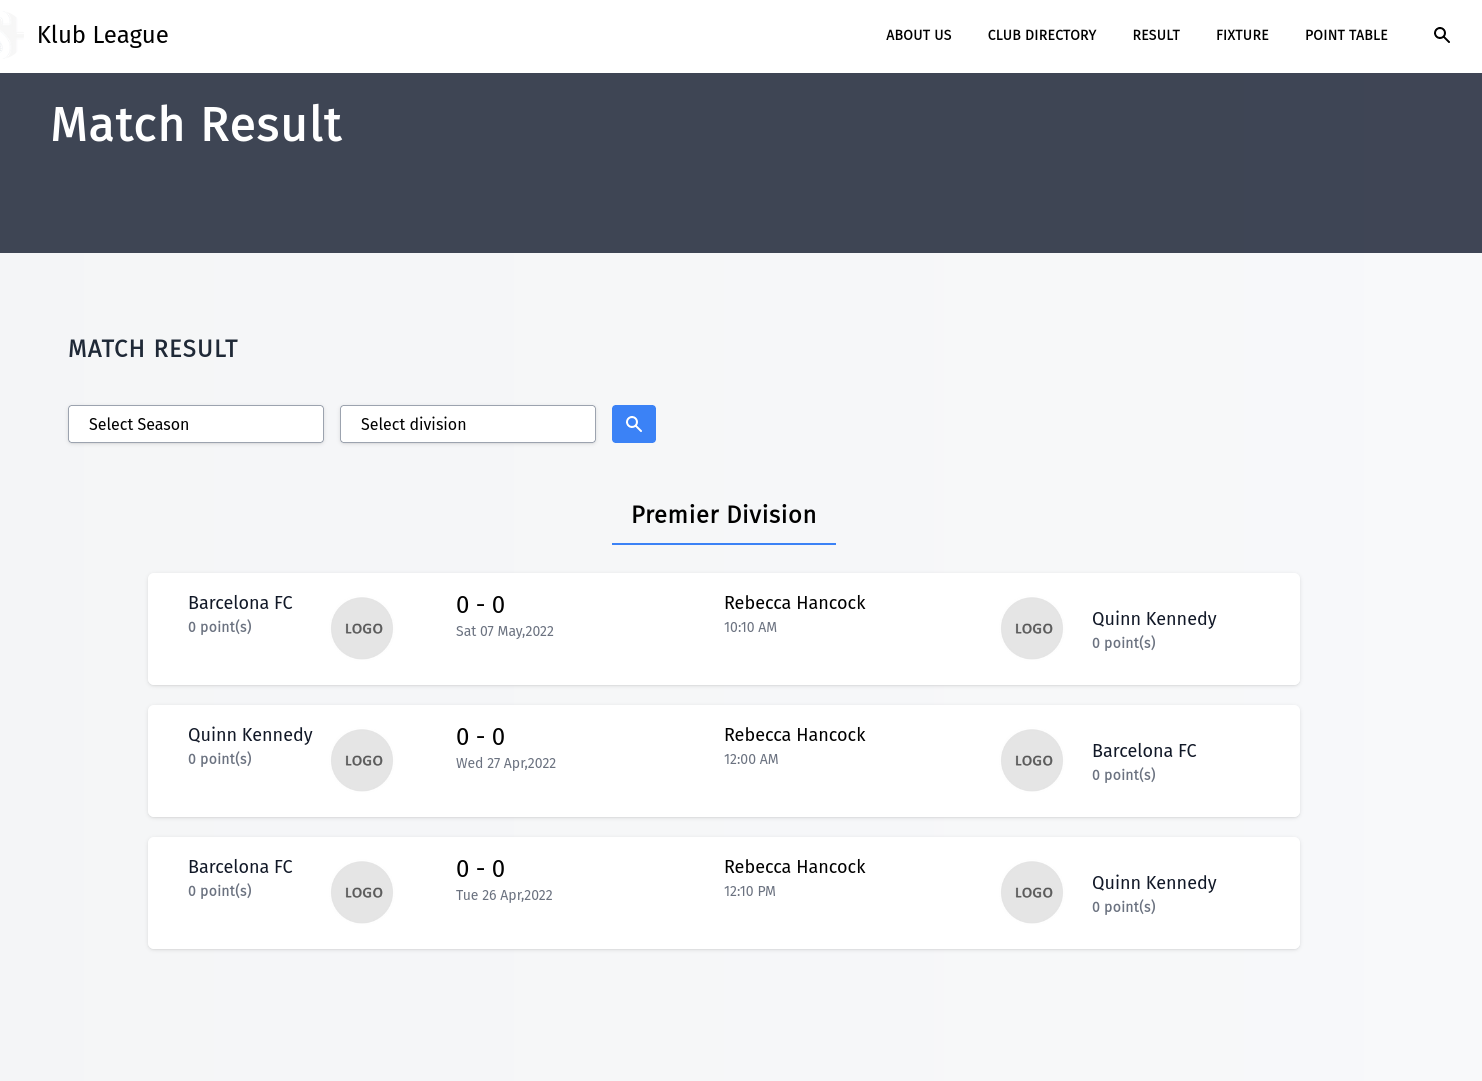 Klub League
ABOUT US CLUB DIRECTORY RESULT FIXTURE POINT TABLE
Match Result
MATCH RESULT
Select Season Select division
Premier Division
Barcelona FC
0 point(s)
LOGO
0 - 0
Sat 07 May,2022
Rebecca Hancock
10:10 AM
LOGO
Quinn Kennedy
0 point(s)
Quinn Kennedy
0 point(s)
LOGO
0 - 0
Wed 27 Apr,2022
Rebecca Hancock
12:00 AM
LOGO
Barcelona FC
0 point(s)
Barcelona FC
0 point(s)
LOGO
0 - 0
Tue 26 Apr,2022
Rebecca Hancock
12:10 PM
LOGO
Quinn Kennedy
0 point(s)